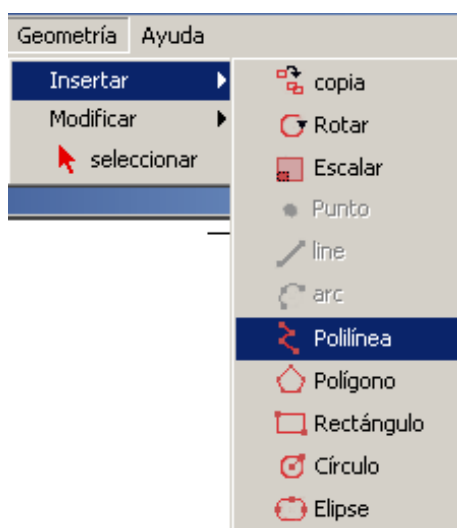 Geometría Ayuda
Insertar
Modificar
seleccionar
copia
Rotar
Escalar
Punto
line
arc
Polilínea
Polígono
Rectángulo
Círculo
Elipse